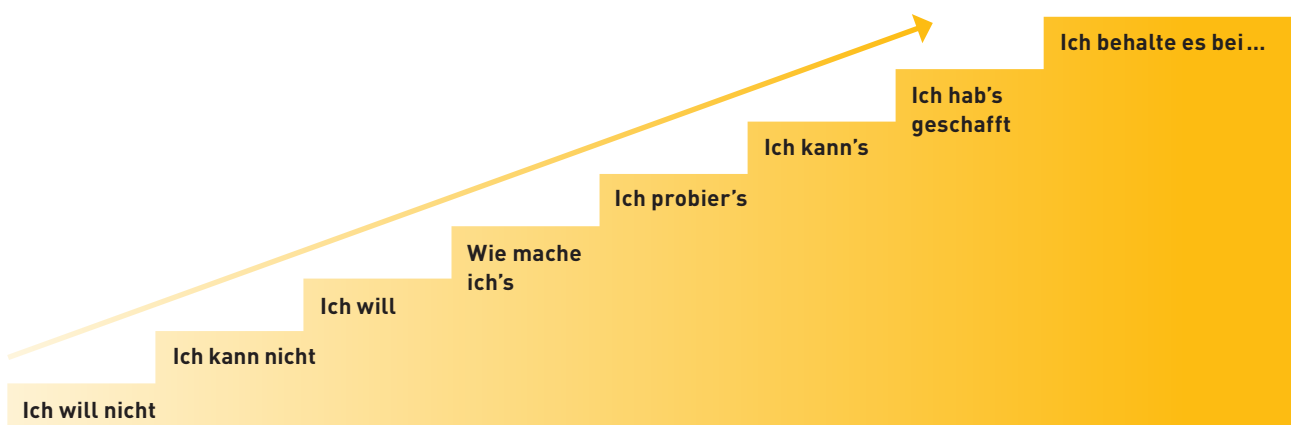 Ich behalte es bei...
Ich hab’s
geschafft
Ich kann’s
Ich probier’s
Wie mache
ich’s
Ich will
Ich kann nicht
Ich will nicht